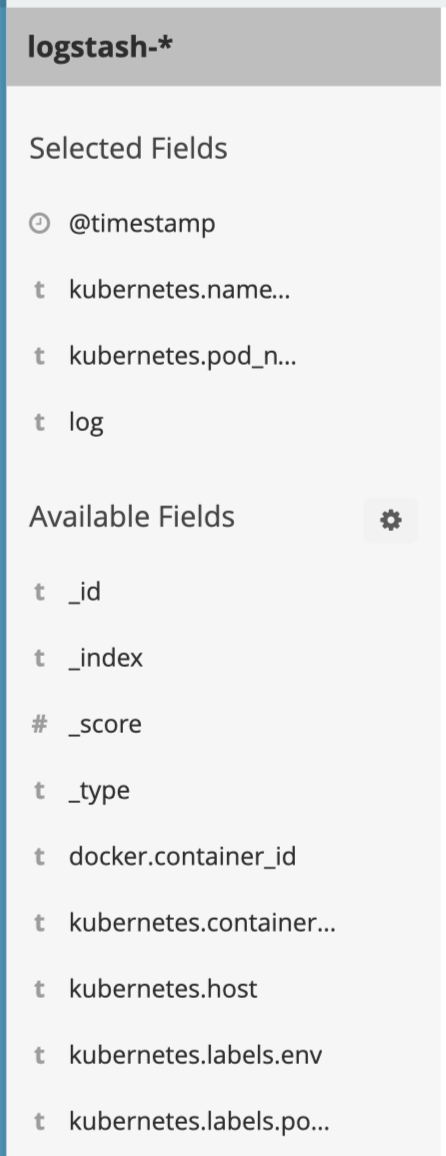 logstash-*
Selected Fields
@timestamp
t kubernetes.name...
t kubernetes.pod_n...
t log
Available Fields
t _id
t _index
# _score
t _type
t docker.container_id
t kubernetes.container...
t kubernetes.host
t kubernetes.labels.env
t kubernetes.labels.po...